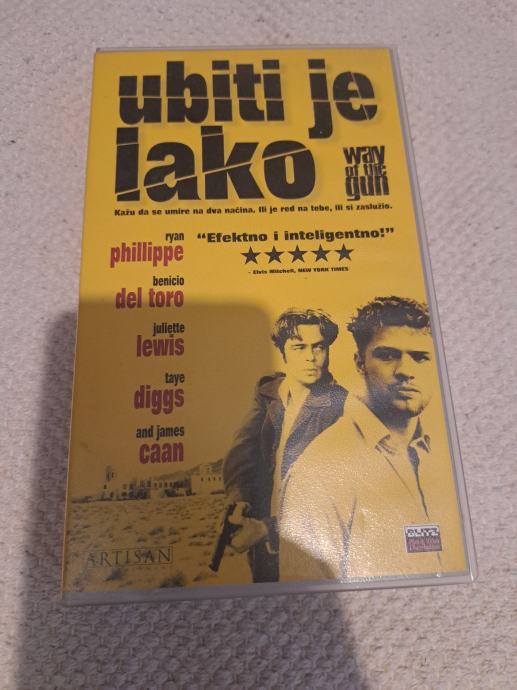 ubiti je
lako
way
of the
gun
Kažu da se umire na dva načina. Ili je red na tebe, ili si zaslužio.
ryan
phillippe
benicio
del toro
juliette
lewis
taye
diggs
and james
caan
“Efektno i inteligentno!”
- Elvis Mitchell, NEW YORK TIMES
ARTISAN
BLITZ